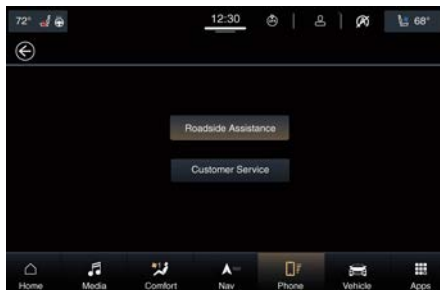 72° 12:30 68°
Roadside Assistance
Customer Service
Home Media Comfort Nav Phone Vehicle Apps